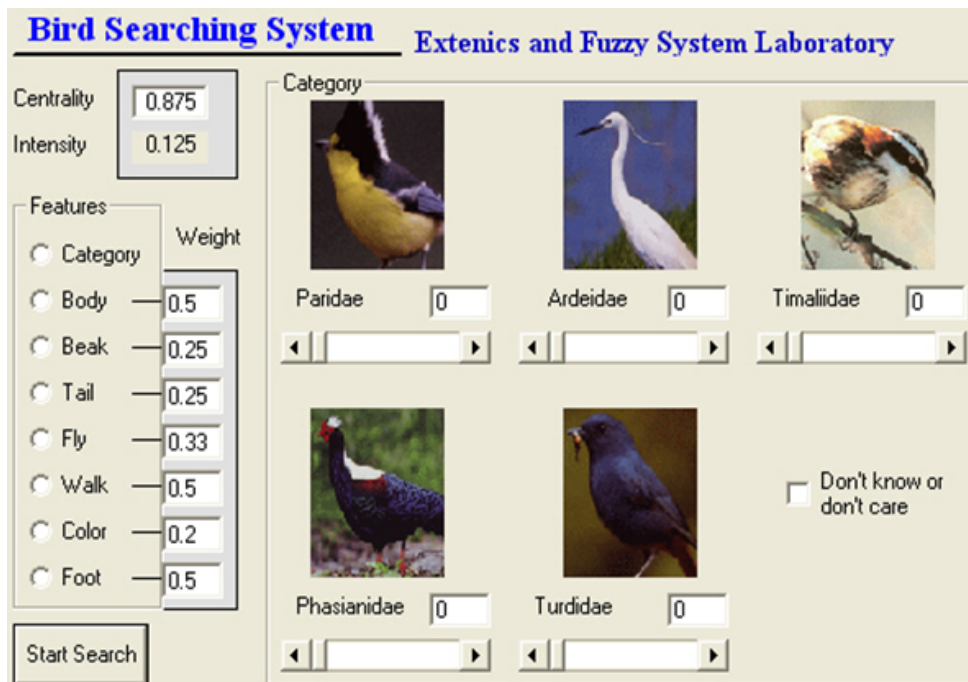 Bird Searching System
Extenics and Fuzzy System Laboratory
Centrality 0.875
Intensity 0.125
Features
Weight
Category
Body 0.5
Beak 0.25
Tail 0.25
Fly 0.33
Walk 0.5
Color 0.2
Foot 0.5
Start Search
Category
Paridae 0
Ardeidae 0
Timaliidae 0
Phasianidae 0
Turdidae 0
Don't know or
don't care